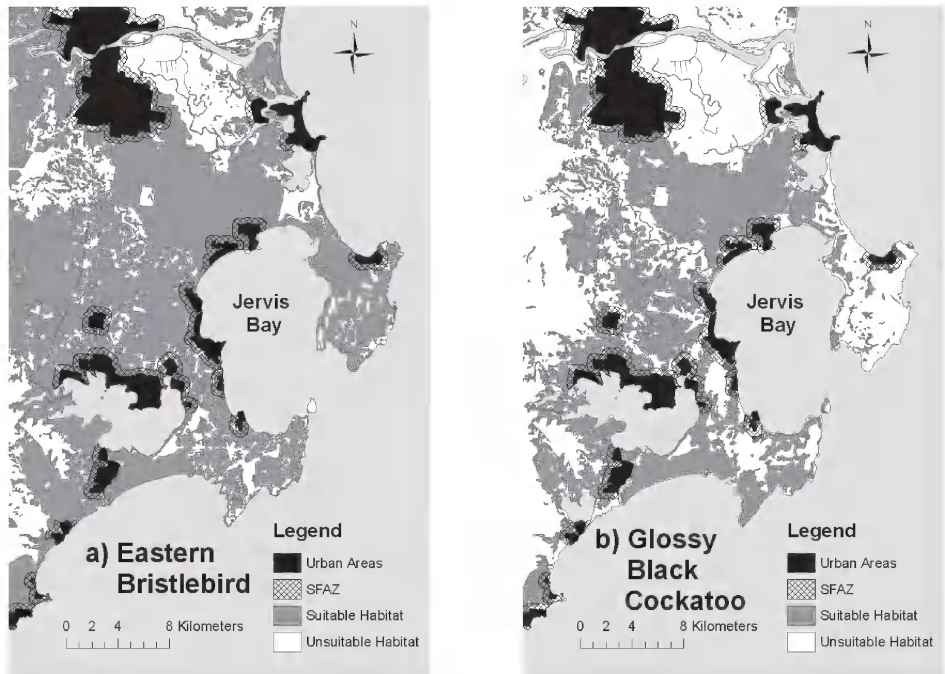 N
Jervis
Bay
Legend
Urban Areas
SFAZ
Suitable Habitat
Unsuitable Habitat
a) Eastern
Bristlebird
0 2 4 8 Kilometers
N
Jervis
Bay
Legend
Urban Areas
SFAZ
Suitable Habitat
Unsuitable Habitat
b) Glossy
Black
Cockatoo
0 2 4 8 Kilometers